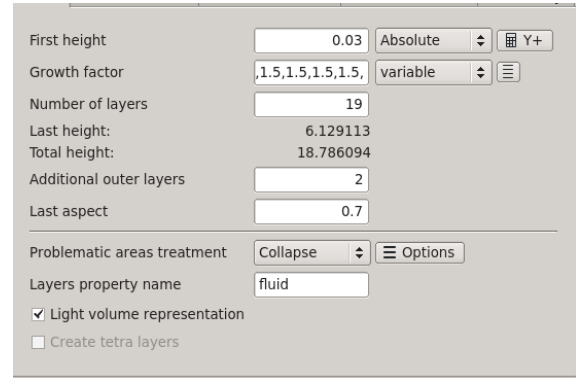 First height 0.03 Absolute Y+
Growth factor ,1.5,1.5,1.5,1.5, variable
Number of layers 19
Last height: 6.129113
Total height: 18.786094
Additional outer layers 2
Last aspect 0.7
Problematic areas treatment Collapse Options
Layers property name fluid
Light volume representation
Create tetra layers